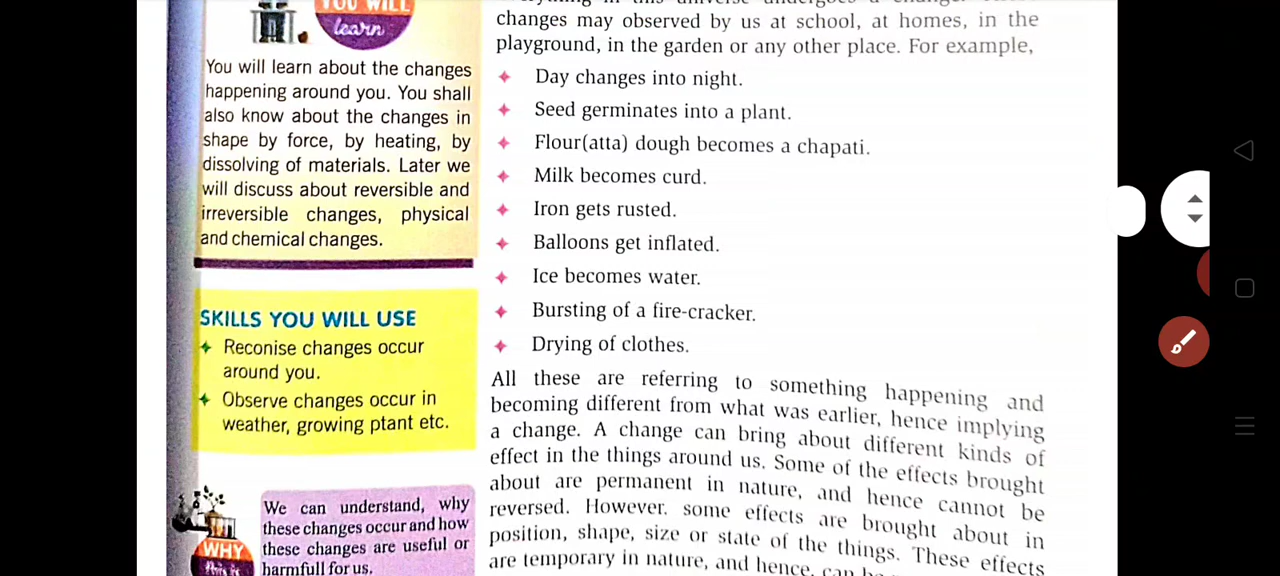 YOU WILL
learn
You will learn about the changes
happening around you. You shall
also know about the changes in
shape by force, by heating, by
dissolving of materials. Later we
will discuss about reversible and
irreversible changes, physical
and chemical changes.
SKILLS YOU WILL USE
Reconise changes occur
around you.
Observe changes occur in
weather, growing ptant etc.
WHY
We can understand, why
these changes occur and how
these changes are useful or
harmfull for us.
changes may observed by us at school, at homes, in the
playground, in the garden or any other place. For example,
Day changes into night.
Seed germinates into a plant.
Flour(atta) dough becomes a chapati.
Milk becomes curd.
Iron gets rusted.
Balloons get inflated.
Ice becomes water.
Bursting of a fire-cracker.
Drying of clothes.
All these are referring to something happening and
becoming different from what was earlier, hence implying
a change. A change can bring about different kinds of
effect in the things around us. Some of the effects brought
about are permanent in nature, and hence cannot be
reversed. However. some effects are brought about in
position, shape, size or state of the things. These effects
are temporary in nature, and hence, can